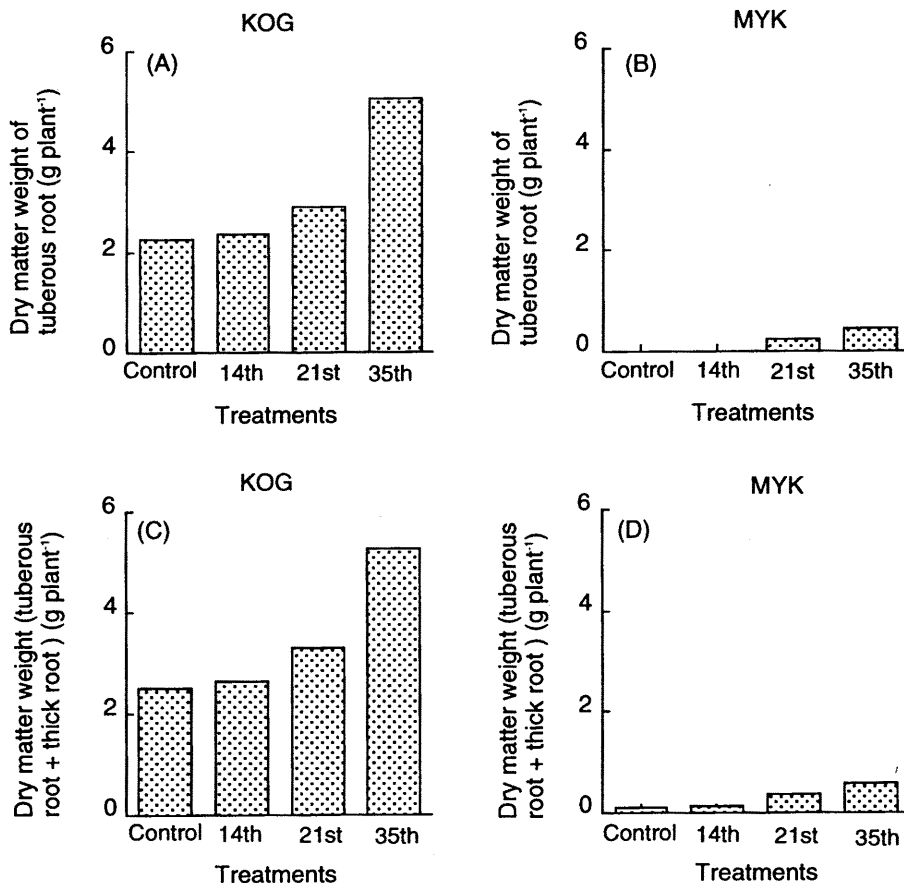 KOG
(A)
Dry matter weight of
tuberous root (g plant⁻¹)
6
4
2
0
Control 14th 21st 35th
Treatments
MYK
(B)
Dry matter weight of
tuberous root (g plant⁻¹)
6
4
2
0
Control 14th 21st 35th
Treatments
KOG
(C)
Dry matter weight (tuberous
root + thick root ) (g plant⁻¹)
6
4
2
0
Control 14th 21st 35th
Treatments
MYK
(D)
Dry matter weight (tuberous
root + thick root ) (g plant⁻¹)
6
4
2
0
Control 14th 21st 35th
Treatments